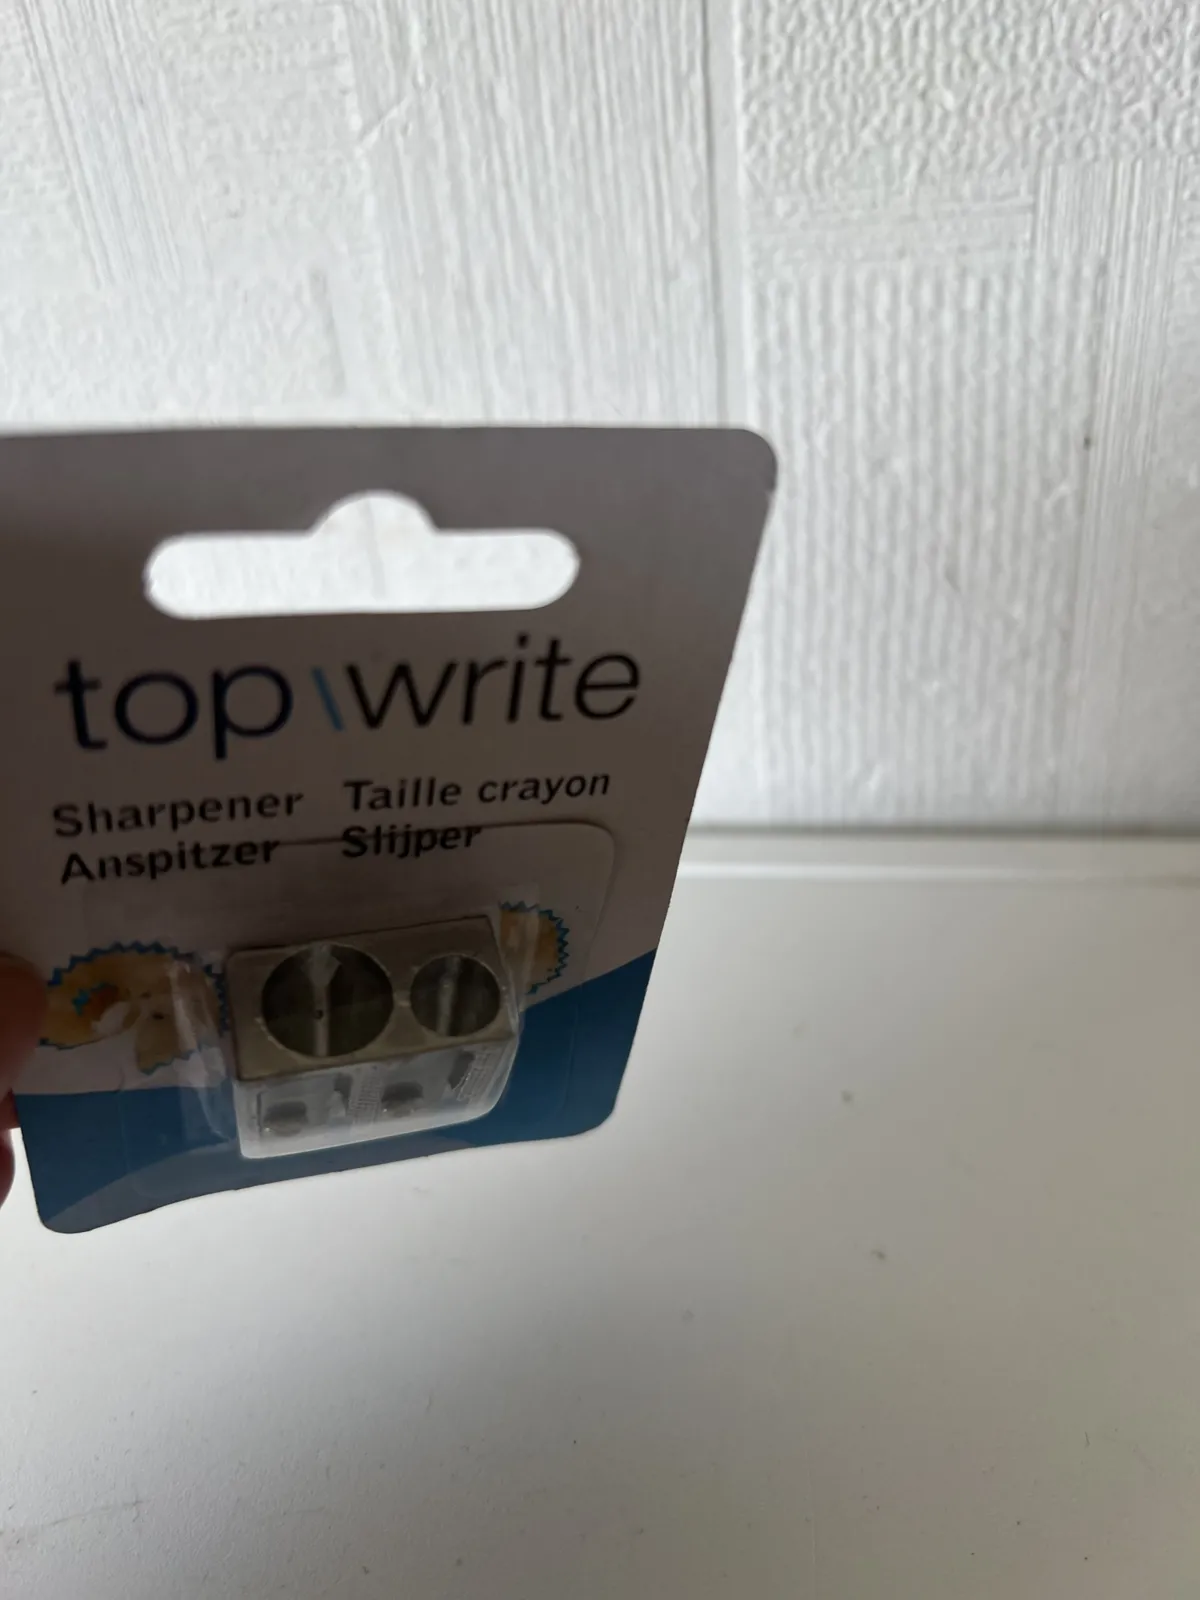 top\write
Sharpener Taille crayon
Anspitzer Slijper